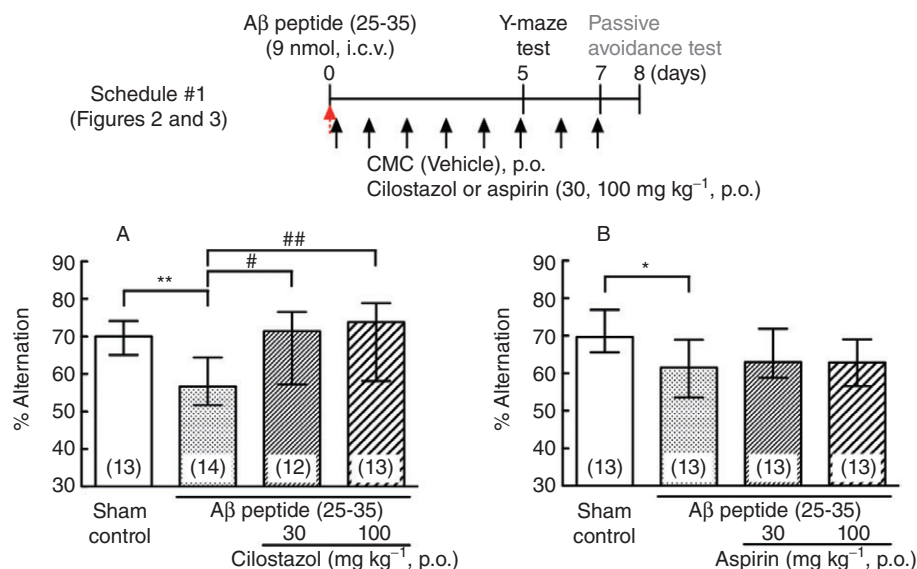 Aβ peptide (25-35)
(9 nmol, i.c.v.)
Y-maze
test
Passive
avoidance test
0
5
7
8 (days)
Schedule #1
(Figures 2 and 3)
CMC (Vehicle), p.o.
Cilostazol or aspirin (30, 100 mg kg⁻¹, p.o.)
A
% Alternation
90
80
70
60
50
40
30
**
#
##
(13)
(14)
(12)
(13)
Sham
control
Aβ peptide (25-35)
30
100
Cilostazol (mg kg⁻¹, p.o.)
B
% Alternation
90
80
70
60
50
40
30
*
(13)
(13)
(13)
(13)
Sham
control
Aβ peptide (25-35)
30
100
Aspirin (mg kg⁻¹, p.o.)